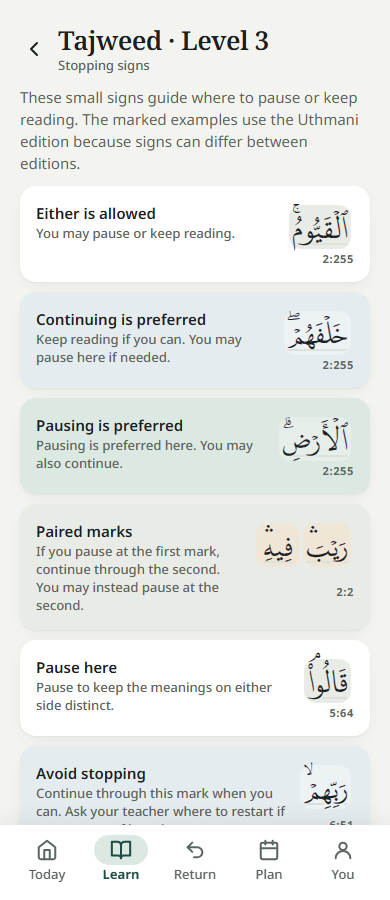 Tajweed · Level 3
Stopping signs
These small signs guide where to pause or keep
reading. The marked examples use the Uthmani
edition because signs can differ between
editions.
Either is allowed
You may pause or keep reading.
ٱلْقَيُّومُۚ
2:255
Continuing is preferred
Keep reading if you can. You may
pause here if needed.
خَلْفَهُمْۖ
2:255
Pausing is preferred
Pausing is preferred here. You may
also continue.
ٱلْأَرْضِۗ
2:255
Paired marks
If you pause at the first mark,
continue through the second.
You may instead pause at the
second.
رَيْبَۛ فِيهِۛ
2:2
Pause here
Pause to keep the meanings on either
side distinct.
قَالُوا۟ۘ
5:64
Avoid stopping
Continue through this mark when you
can. Ask your teacher where to restart if
رَبِّهِمْۙ
Today
Learn
Return
Plan
You